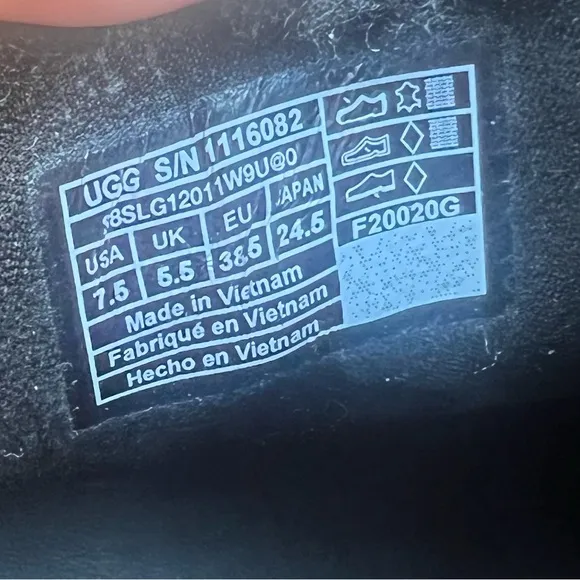 UGG S/N 1116082
18SLG12011W9U@0
USA UK EU JAPAN
7.5 5.5 38.5 24.5
Made in Vietnam
Fabriqué en Vietnam
Hecho en Vietnam
F20020G